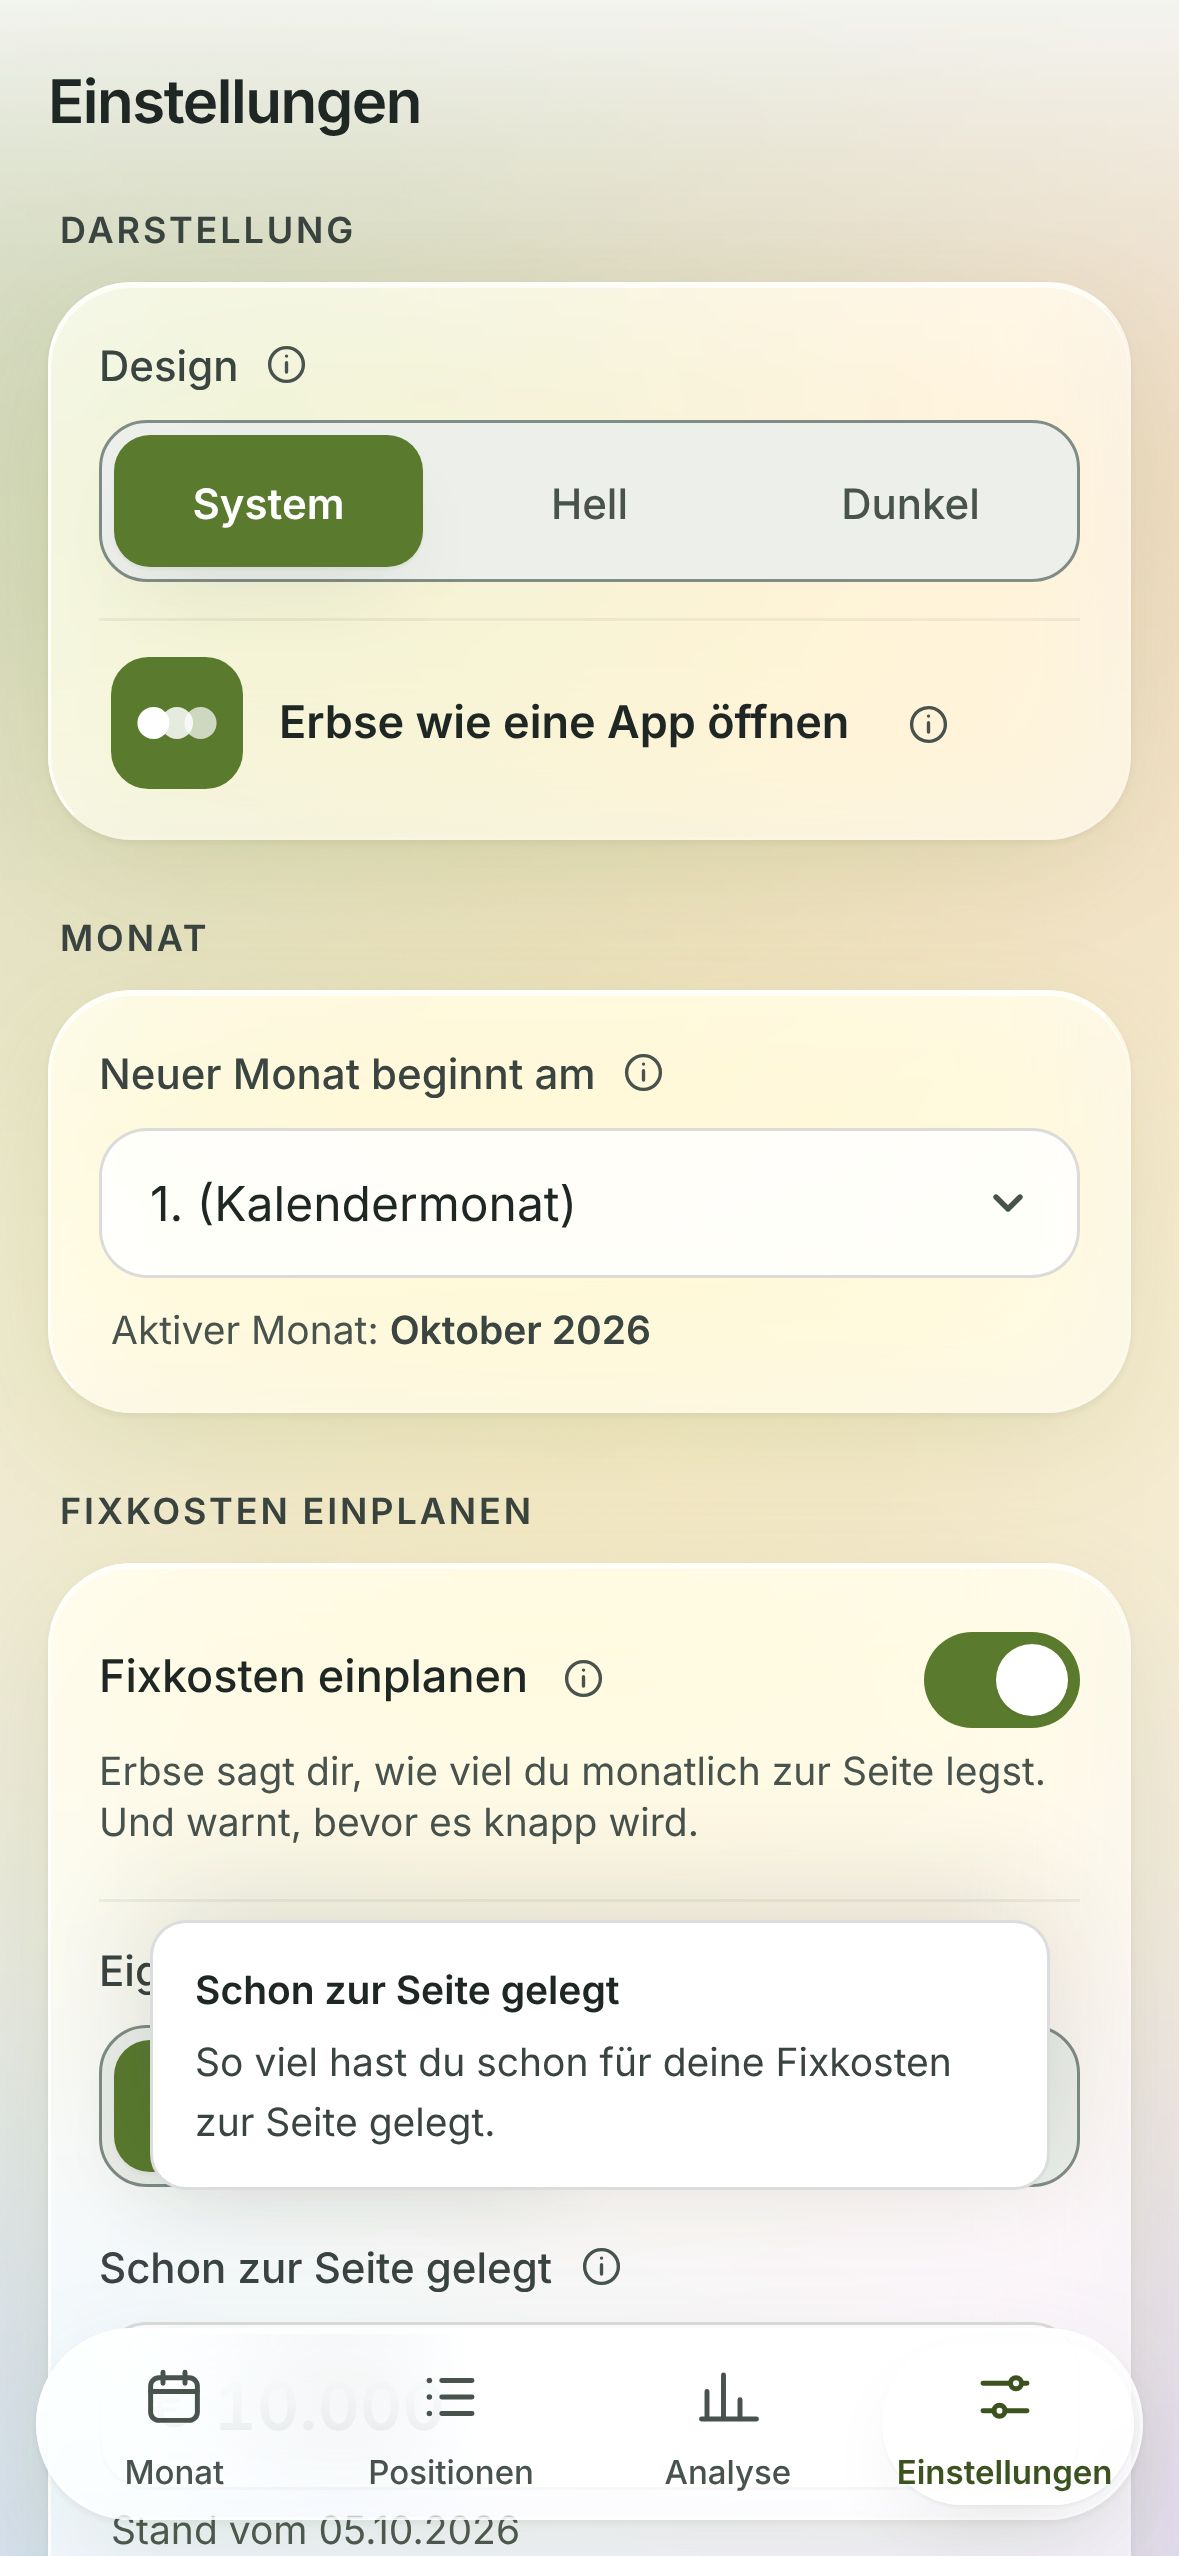 Einstellungen
DARSTELLUNG
Design
System
Hell
Dunkel
Erbse wie eine App öffnen
MONAT
Neuer Monat beginnt am
1. (Kalendermonat)
Aktiver Monat: Oktober 2026
FIXKOSTEN EINPLANEN
Fixkosten einplanen
Erbse sagt dir, wie viel du monatlich zur Seite legst.
Und warnt, bevor es knapp wird.
Schon zur Seite gelegt
So viel hast du schon für deine Fixkosten
zur Seite gelegt.
Schon zur Seite gelegt
10.000
Monat
Positionen
Analyse
Einstellungen
Stand vom 05.10.2026